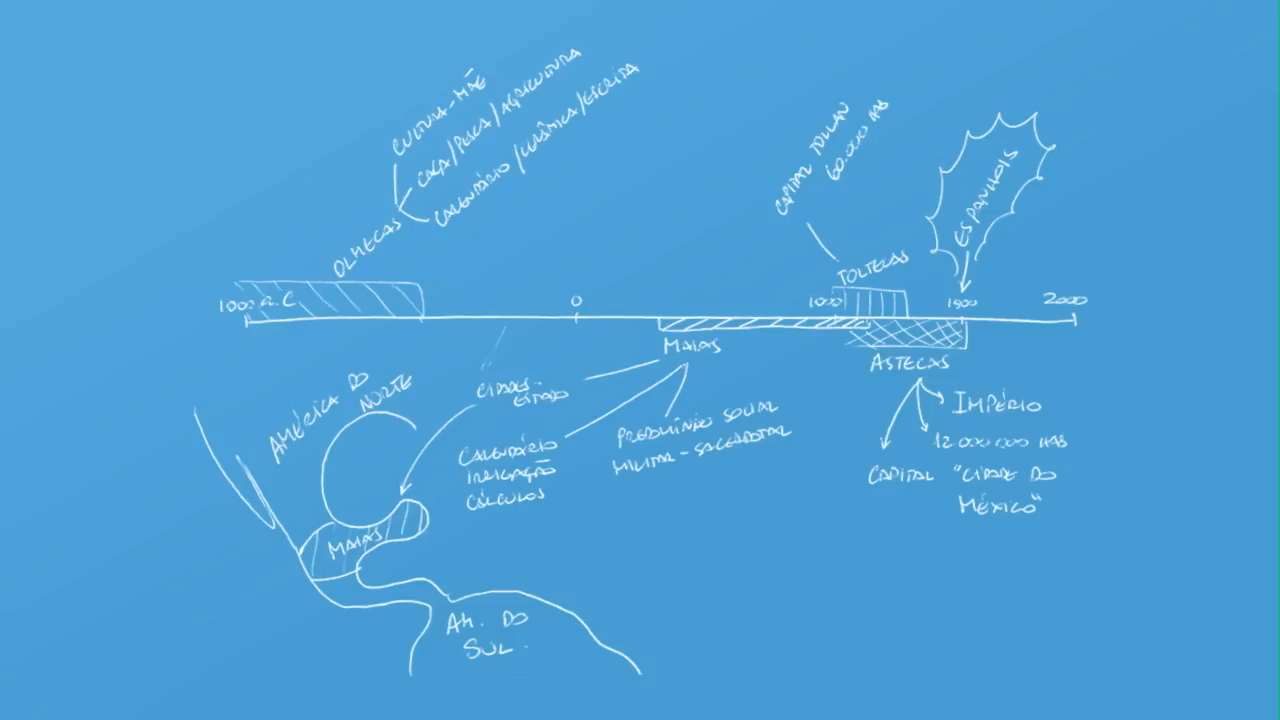 CULTURA-MÃE
CAÇA/PESCA/AGRICULTURA
CALENDÁRIO/CERÂMICA/ESCRITA
OLMECAS
CAPITAL TOLLAN
60.000 HAB
ESPANHOIS
TOLTECAS
1000 a.C
0
1000
1500
2000
MAIAS
ASTECAS
CIDADES-
ESTADO
AMÉRICA DO
NORTE
CALENDÁRIO
IRRIGAÇÃO
CÁLCULOS
PREDOMÍNIO SOCIAL
MILITAR-SACERDOTAL
IMPÉRIO
12.000.000 HAB
CAPITAL "CIDADE DO
MÉXICO"
MAIAS
AM. DO
SUL.